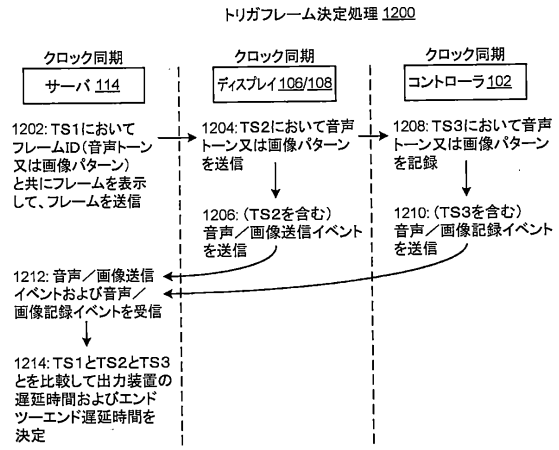 トリガフレーム決定処理 1200
クロック同期
サーバ 114
クロック同期
ディスプレイ 106/108
クロック同期
コントローラ 102
1202: TS1において
フレームID(音声トーン
又は画像パターン)
と共にフレームを表示
して、フレームを送信
1204: TS2において音声
トーン又は画像パターン
を送信
1208: TS3において音声
トーン又は画像パターン
を記録
1206: (TS2を含む)
音声/画像送信イベント
を送信
1210: (TS3を含む)
音声/画像記録イベント
を送信
1212: 音声/画像送信
イベントおよび音声/
画像記録イベントを受信
1214: TS1とTS2とTS3
とを比較して出力装置の
遅延時間およびエンド
ツーエンド遅延時間を
決定